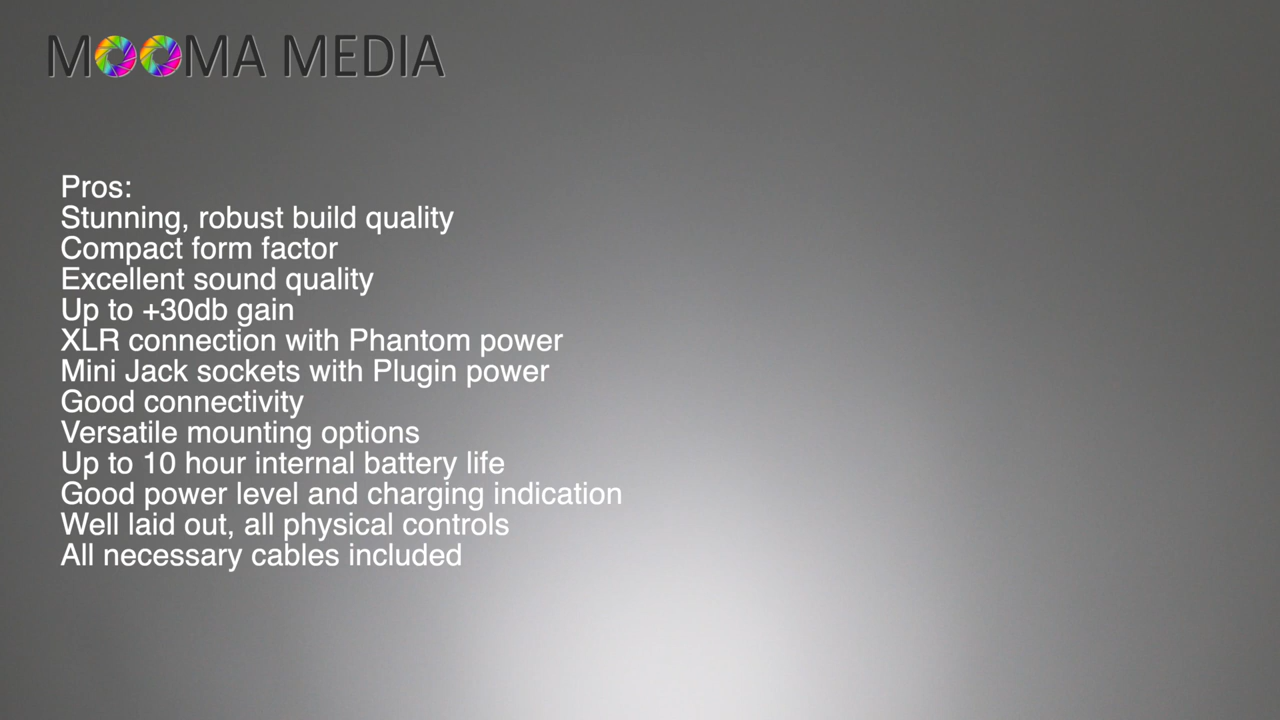 MOOMA MEDIA
Pros:
Stunning, robust build quality
Compact form factor
Excellent sound quality
Up to +30db gain
XLR connection with Phantom power
Mini Jack sockets with Plugin power
Good connectivity
Versatile mounting options
Up to 10 hour internal battery life
Good power level and charging indication
Well laid out, all physical controls
All necessary cables included